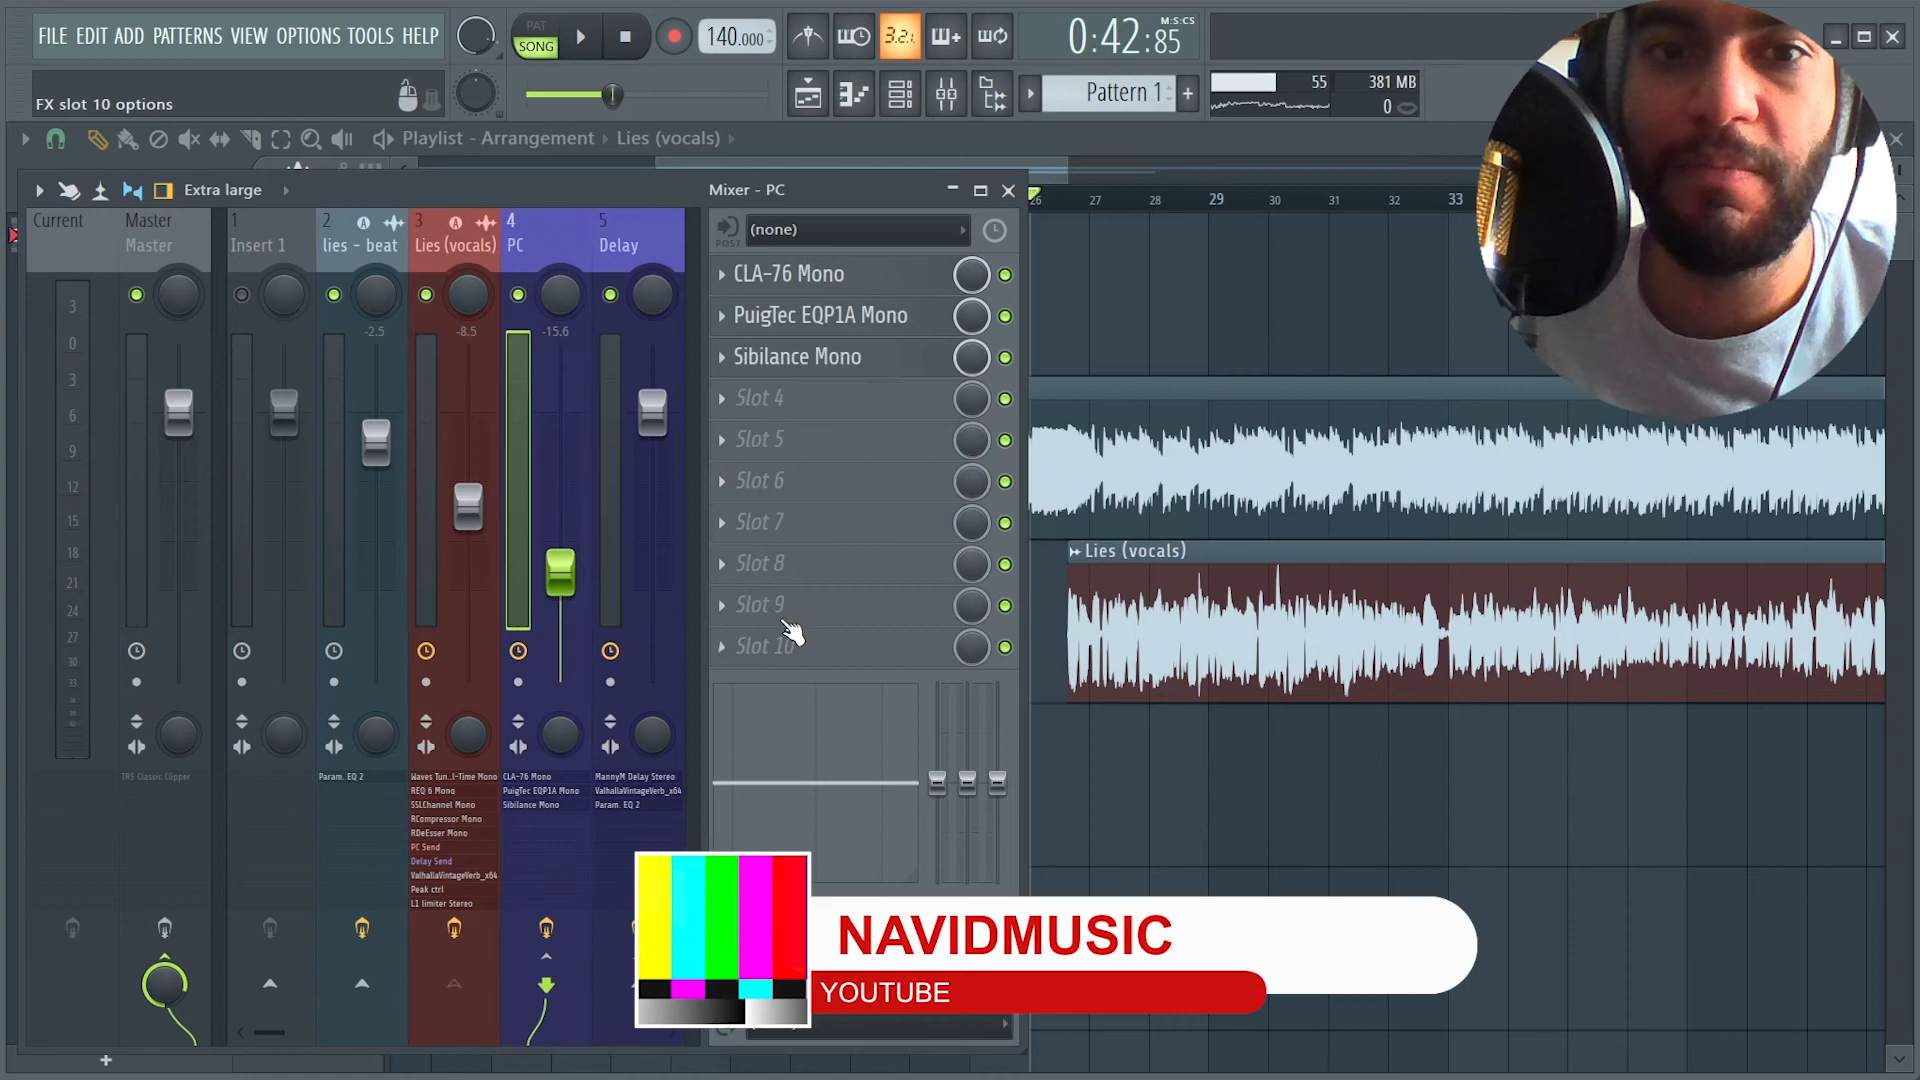 FILE EDIT ADD PATTERNS VIEW OPTIONS TOOLS HELP
PAT
SONG
140.000
3.2.
0:42:85
M:S:CS
FX slot 10 options
Pattern 1
+
55
381 MB
0
Playlist - Arrangement
Lies (vocals)
Extra large
Mixer - PC
Current
Master
Master
1
Insert 1
2
lies - beat
3
Lies (vocals)
4
PC
5
Delay
-2.5
-8.5
-15.6
3
0
3
6
9
12
15
18
21
24
27
30
33
POST
(none)
CLA-76 Mono
PuigTec EQP1A Mono
Sibilance Mono
Slot 4
Slot 5
Slot 6
Slot 7
Slot 8
Slot 9
Slot 10
TRS Classic Clipper
Param. EQ 2
Waves Tun..l-Time Mono
REQ 6 Mono
SSLChannel Mono
RCompressor Mono
RDeEsser Mono
PC Send
Delay Send
ValhallaVintageVerb_x64
Peak ctrl
L1 limiter Stereo
CLA-76 Mono
PuigTec EQP1A Mono
Sibilance Mono
MannyM Delay Stereo
ValhallaVintageVerb_x64
Param. EQ 2
26 27 28 29 30 31 32 33
Lies (vocals)
NAVIDMUSIC
YOUTUBE